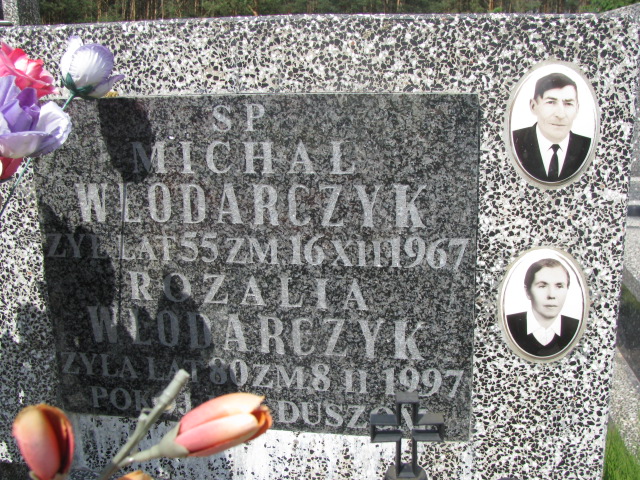 SP
MICHAŁ
WŁODARCZYK
ŻYŁ LAT 55 ZM 16 XII 1967
ROZALIA
WŁODARCZYK
ŻYŁA LAT 80 ZM 8 II 1997
DUSZOM